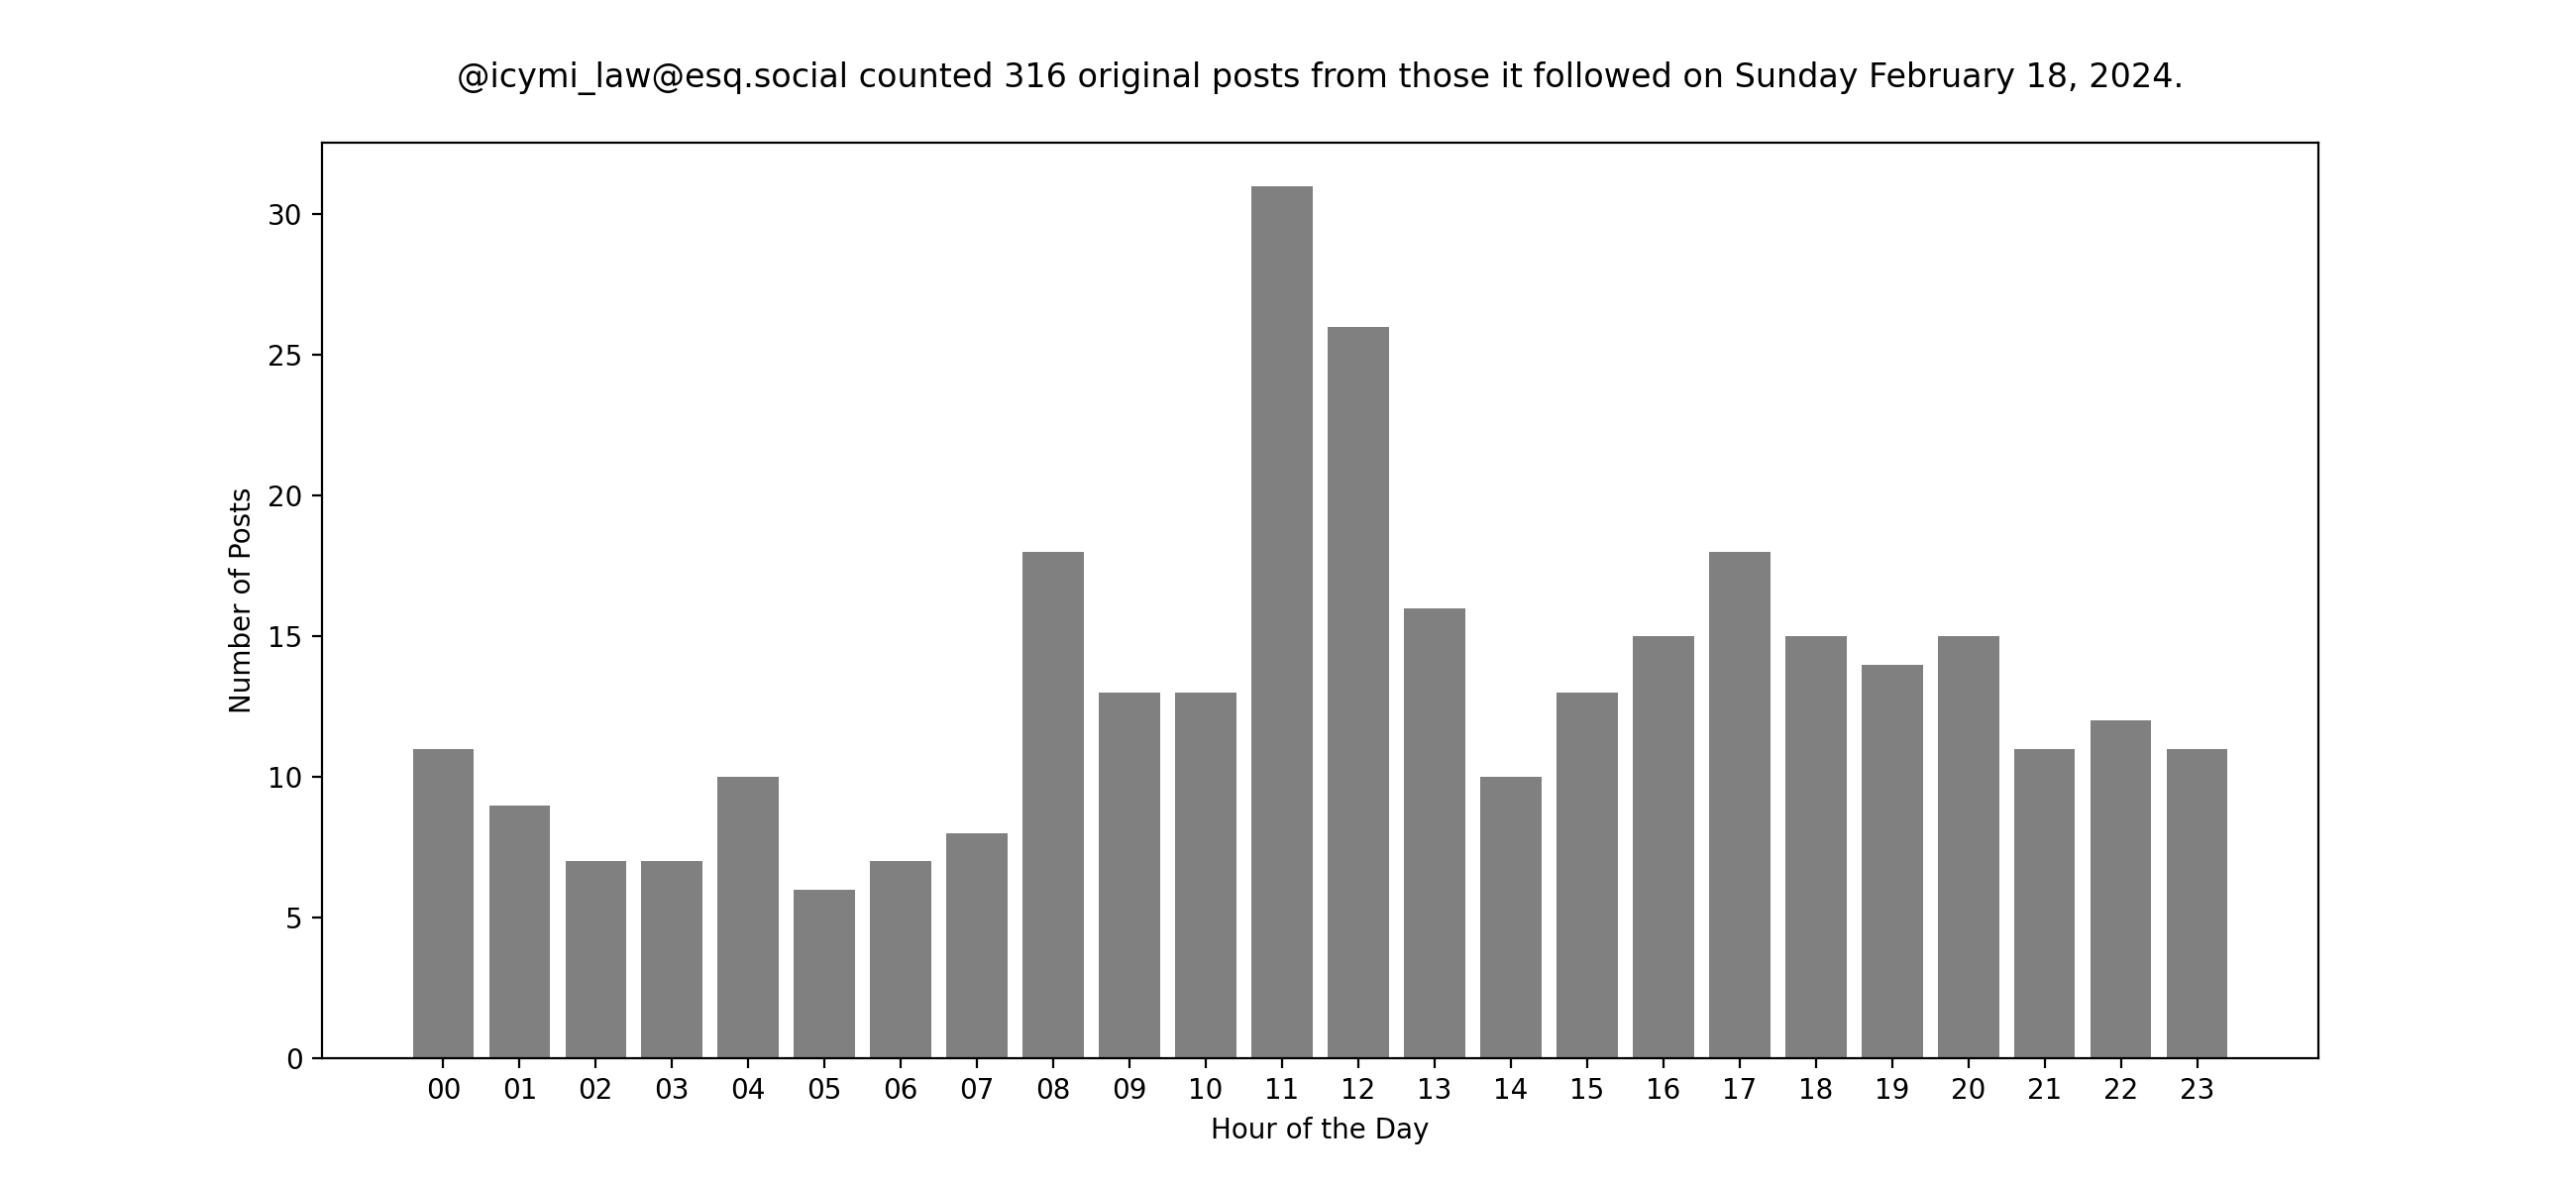 @icymi_law@esq.social counted 316 original posts from those it followed on Sunday February 18, 2024.
30
25
20
15
10
5
0
Number of Posts
00 01 02 03 04 05 06 07 08 09 10 11 12 13 14 15 16 17 18 19 20 21 22 23
Hour of the Day